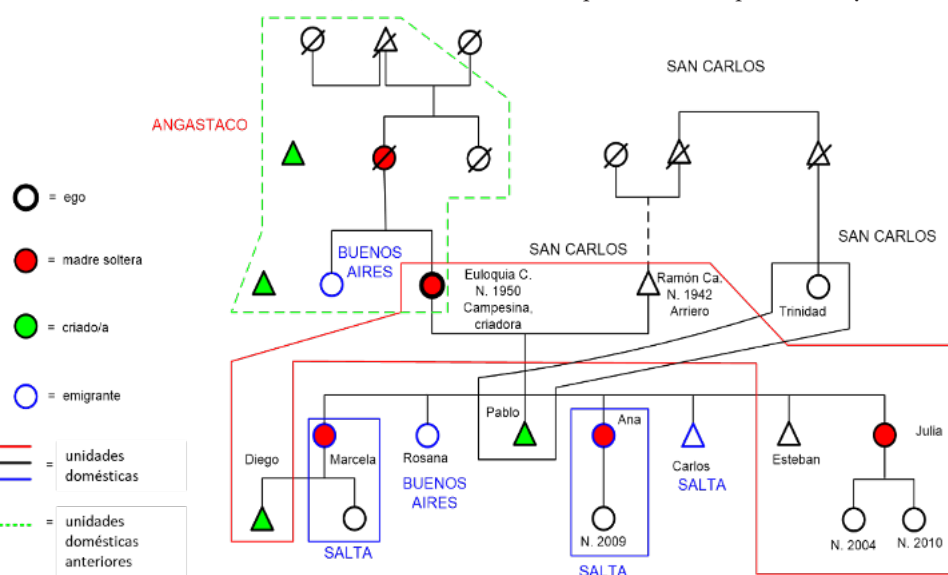 SAN CARLOS
ANGASTACO
= ego
= madre soltera
= criado/a
= emigrante
= unidades
domésticas
= unidades
domésticas
anteriores
BUENOS
AIRES
SAN CARLOS
SAN CARLOS
Euloquia C.
N. 1950
Campesina,
criadora
Ramón Ca.
N. 1942
Arriero
Trinidad
Diego
Marcela
SALTA
Rosana
BUENOS
AIRES
Pablo
Ana
N. 2009
SALTA
Carlos
SALTA
Esteban
Julia
N. 2004
N. 2010